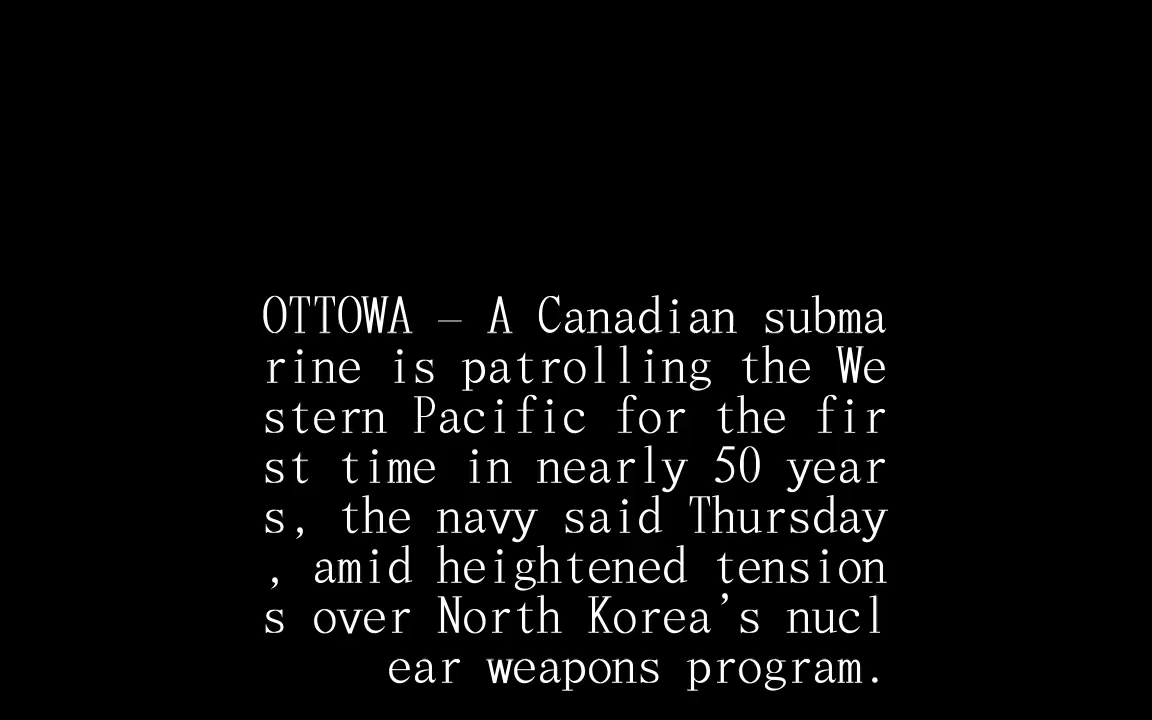 OTTOWA – A Canadian subma
rine is patrolling the We
stern Pacific for the fir
st time in nearly 50 year
s, the navy said Thursday
, amid heightened tension
s over North Korea’s nucl
ear weapons program.